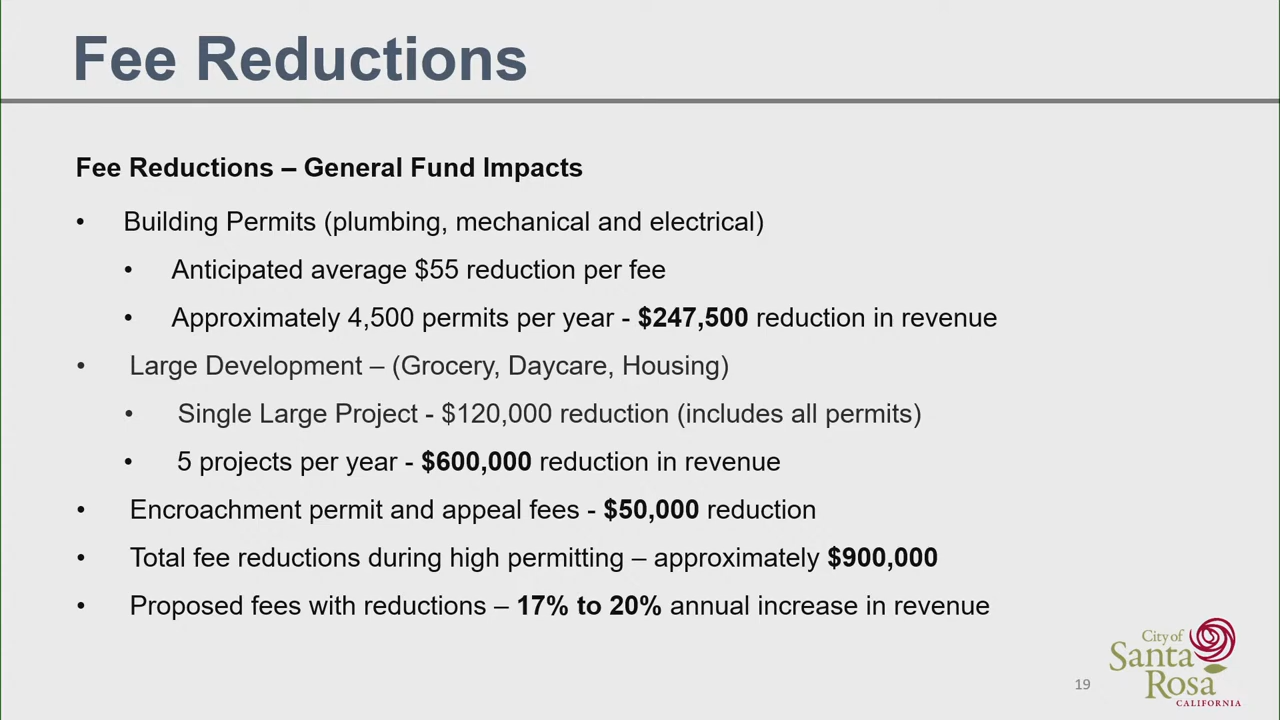 Fee Reductions
Fee Reductions – General Fund Impacts
• Building Permits (plumbing, mechanical and electrical)
• Anticipated average $55 reduction per fee
• Approximately 4,500 permits per year - $247,500 reduction in revenue
• Large Development – (Grocery, Daycare, Housing)
• Single Large Project - $120,000 reduction (includes all permits)
• 5 projects per year - $600,000 reduction in revenue
• Encroachment permit and appeal fees - $50,000 reduction
• Total fee reductions during high permitting – approximately $900,000
• Proposed fees with reductions – 17% to 20% annual increase in revenue
19
City of
Santa
Rosa
CALIFORNIA